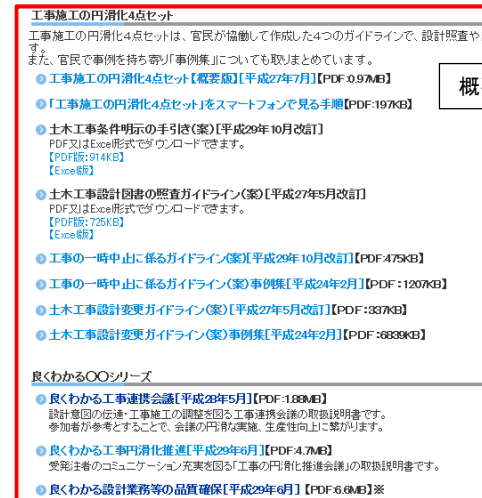 工事施工の円滑化4点セット
工事施工の円滑化4点セットは、官民が協働して作成した4つのガイドラインで、設計照査や
す。
また、官民で事例を持ち寄り「事例集」についても取りまとめています。
工事施工の円滑化4点セット【概要版】[平成27年7月]【PDF:0.97MB】
概
「工事施工の円滑化4点セット」をスマートフォンで見る手順【PDF:197KB】
土木工事条件明示の手引き(案)[平成29年10月改訂]
PDF又はExcel形式でダウンロードできます。
【PDF版:914KB】
【Excel版】
土木工事設計図書の照査ガイドライン(案)[平成27年5月改訂]
PDF又はExcel形式でダウンロードできます。
【PDF版:725KB】
【Excel版】
工事の一時中止に係るガイドライン(案)[平成29年10月改訂]【PDF:475KB】
工事の一時中止に係るガイドライン(案)事例集[平成24年2月]【PDF:1207KB】
土木工事設計変更ガイドライン(案)[平成27年5月改訂]【PDF:337KB】
土木工事設計変更ガイドライン(案)事例集[平成24年2月]【PDF:6839KB】
良くわかる〇〇シリーズ
良くわかる工事連携会議[平成28年5月]【PDF:1.88MB】
設計意図の伝達・工事施工の調整を図る工事連携会議の取扱説明書です。
参加者が参考とすることで、会議の円滑な実施、生産性向上に繋がります。
良くわかる工事円滑化推進[平成29年6月]【PDF:4.7MB】
受発注者のコミュニケーション充実を図る「工事の円滑化推進会議」の取扱説明書です。
良くわかる設計業務等の品質確保[平成29年6月]【PDF:6.6MB】※